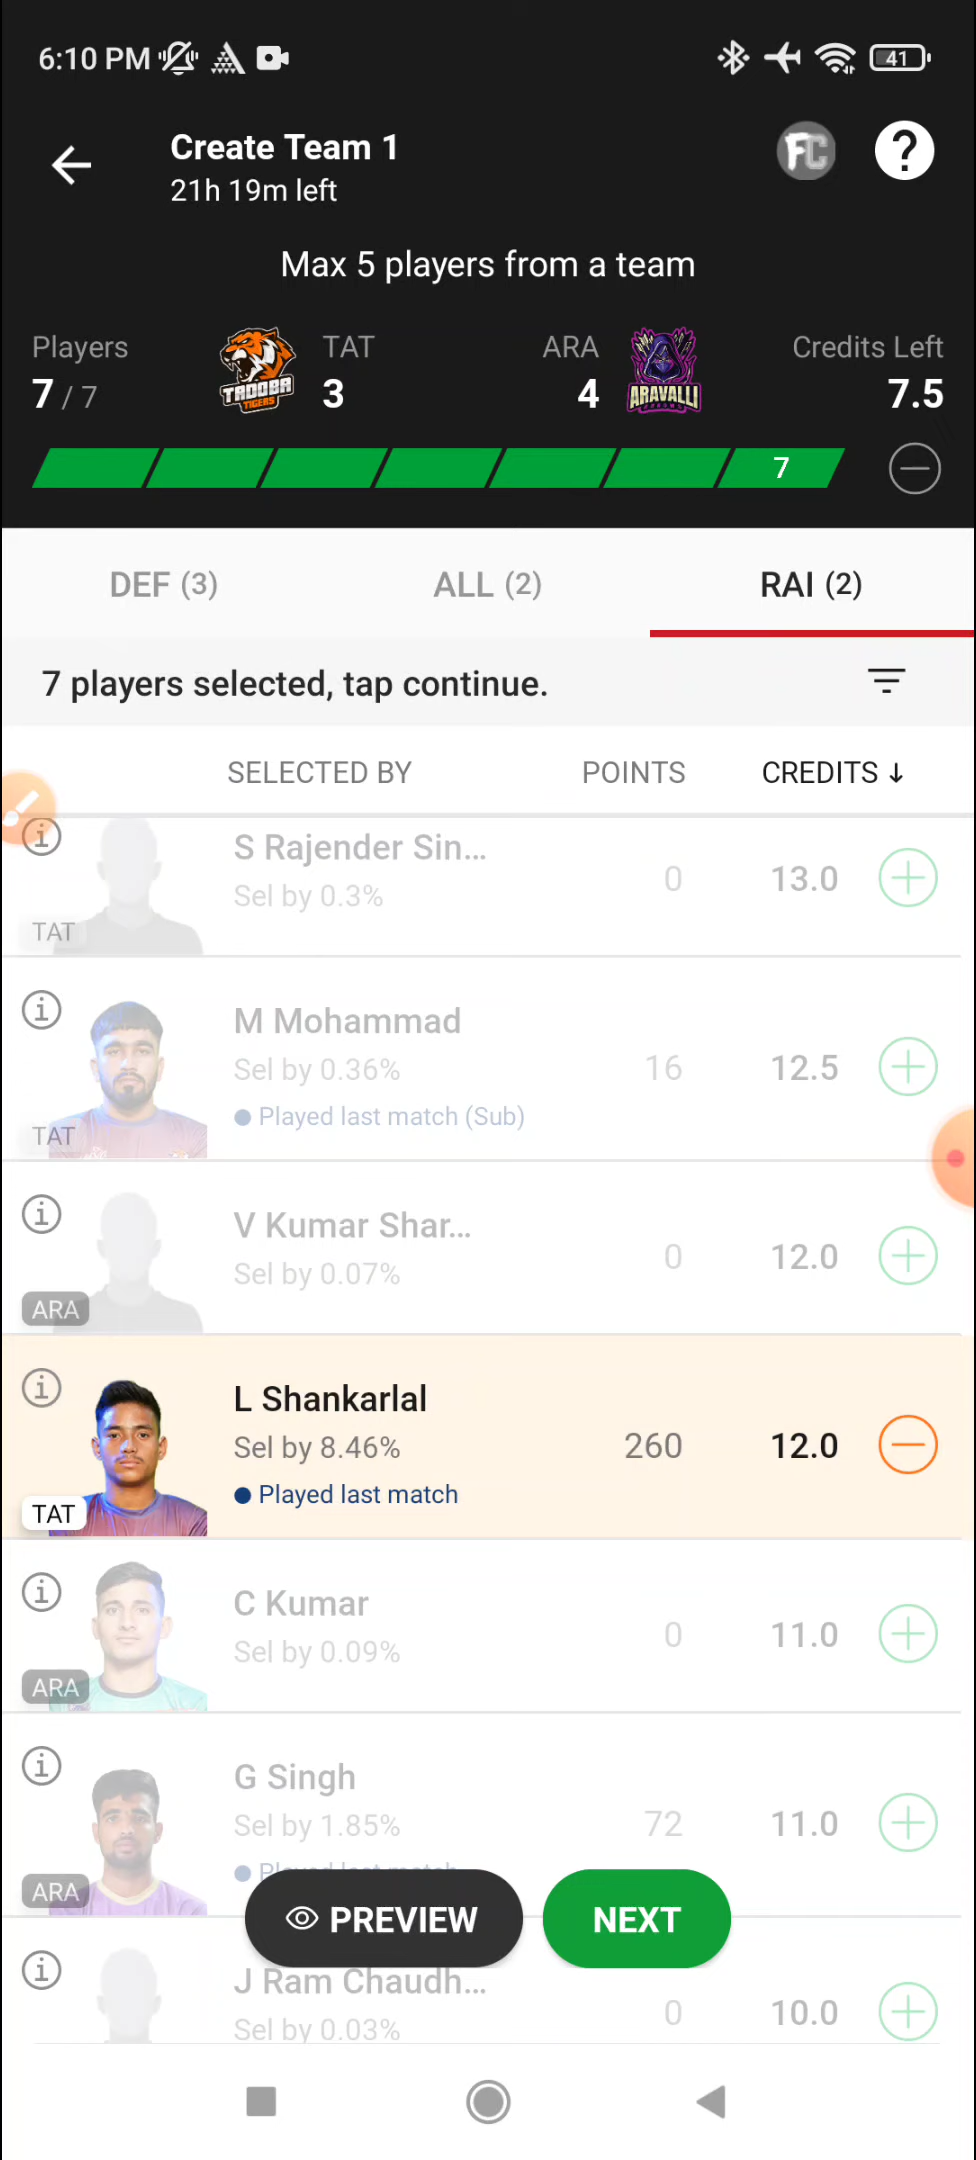 6:10 PM
41
Create Team 1
21h 19m left
FC
?
Max 5 players from a team
Players
7 / 7
TADOBA
TIGERS
TAT
3
ARA
4
ARAVALLI
Credits Left
7.5
7
DEF (3)
ALL (2)
RAI (2)
7 players selected, tap continue.
SELECTED BY
POINTS
CREDITS ↓
S Rajender Sin...
Sel by 0.3%
0
13.0
TAT
M Mohammad
Sel by 0.36%
16
12.5
Played last match (Sub)
TAT
V Kumar Shar...
Sel by 0.07%
0
12.0
ARA
L Shankarlal
Sel by 8.46%
260
12.0
Played last match
TAT
C Kumar
Sel by 0.09%
0
11.0
ARA
G Singh
Sel by 1.85%
72
11.0
Played last match
ARA
PREVIEW
NEXT
J Ram Chaudh...
Sel by 0.03%
0
10.0